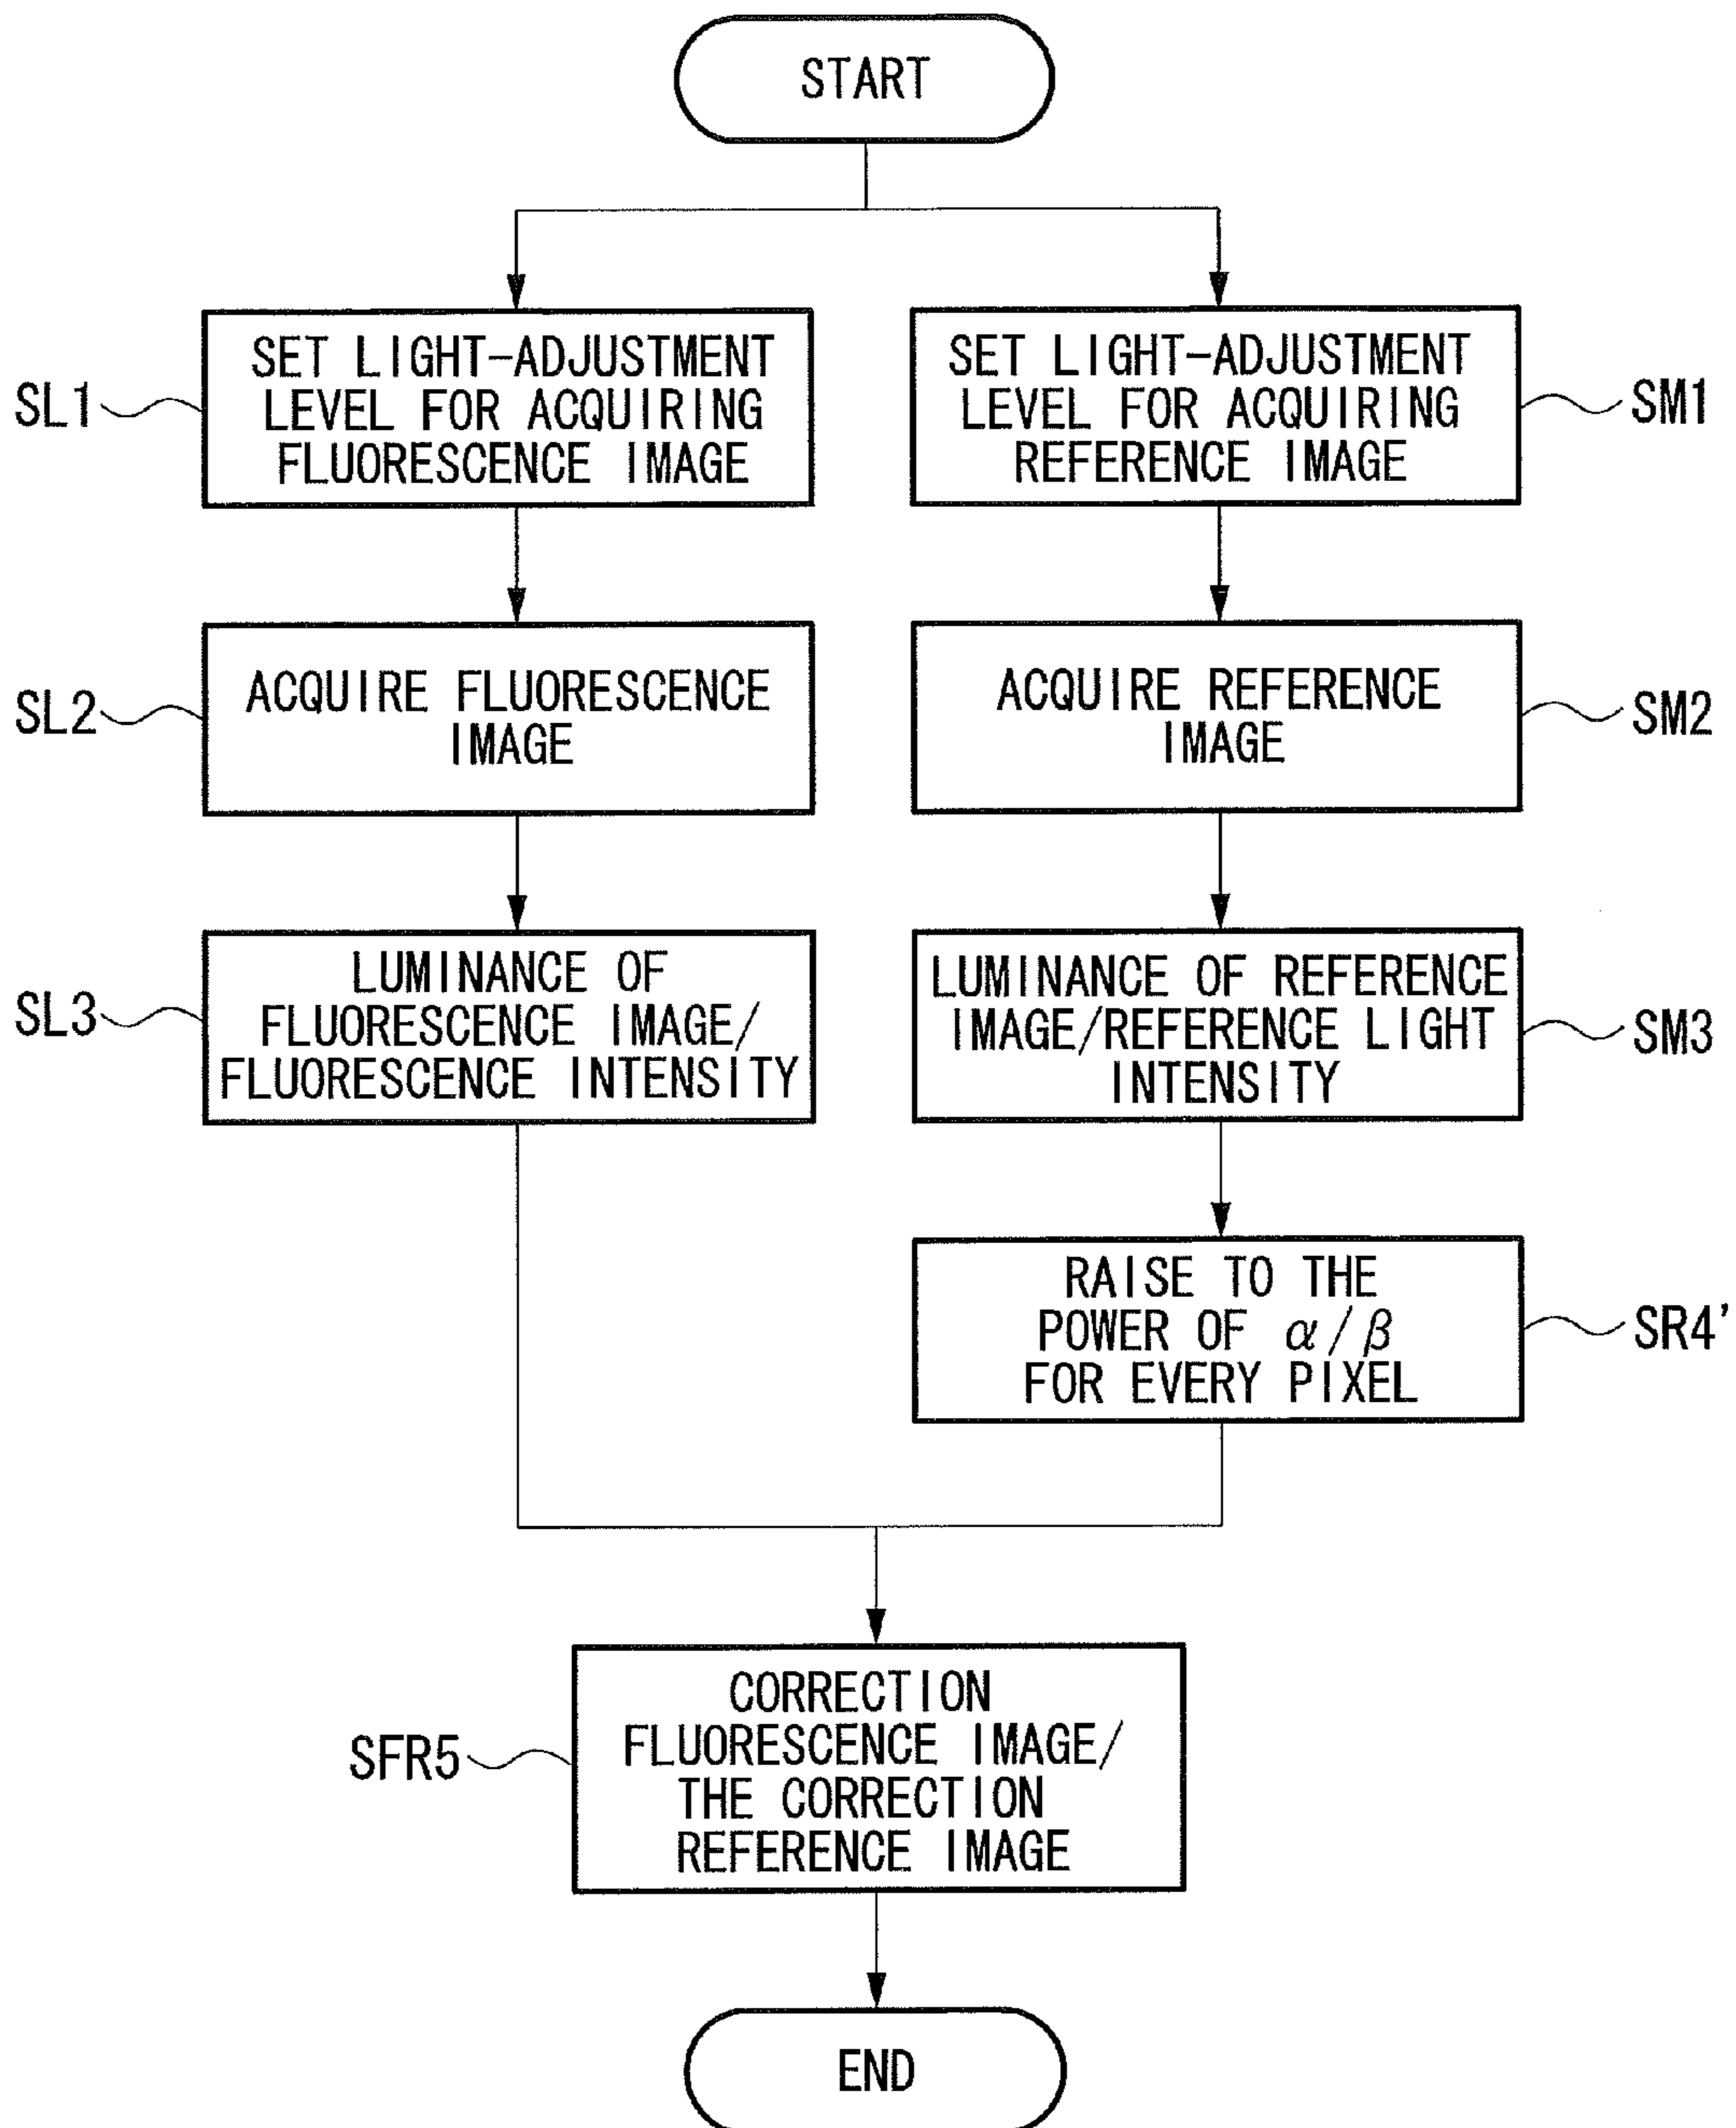 START
SET LIGHT-ADJUSTMENT
LEVEL FOR ACQUIRING
FLUORESCENCE IMAGE
SL1
SET LIGHT-ADJUSTMENT
LEVEL FOR ACQUIRING
REFERENCE IMAGE
SM1
ACQUIRE FLUORESCENCE
IMAGE
SL2
ACQUIRE REFERENCE
IMAGE
SM2
LUMINANCE OF
FLUORESCENCE IMAGE/
FLUORESCENCE INTENSITY
SL3
LUMINANCE OF REFERENCE
IMAGE/REFERENCE LIGHT
INTENSITY
SM3
RAISE TO THE
POWER OF α/β
FOR EVERY PIXEL
SR4'
CORRECTION
FLUORESCENCE IMAGE/
THE CORRECTION
REFERENCE IMAGE
SFR5
END